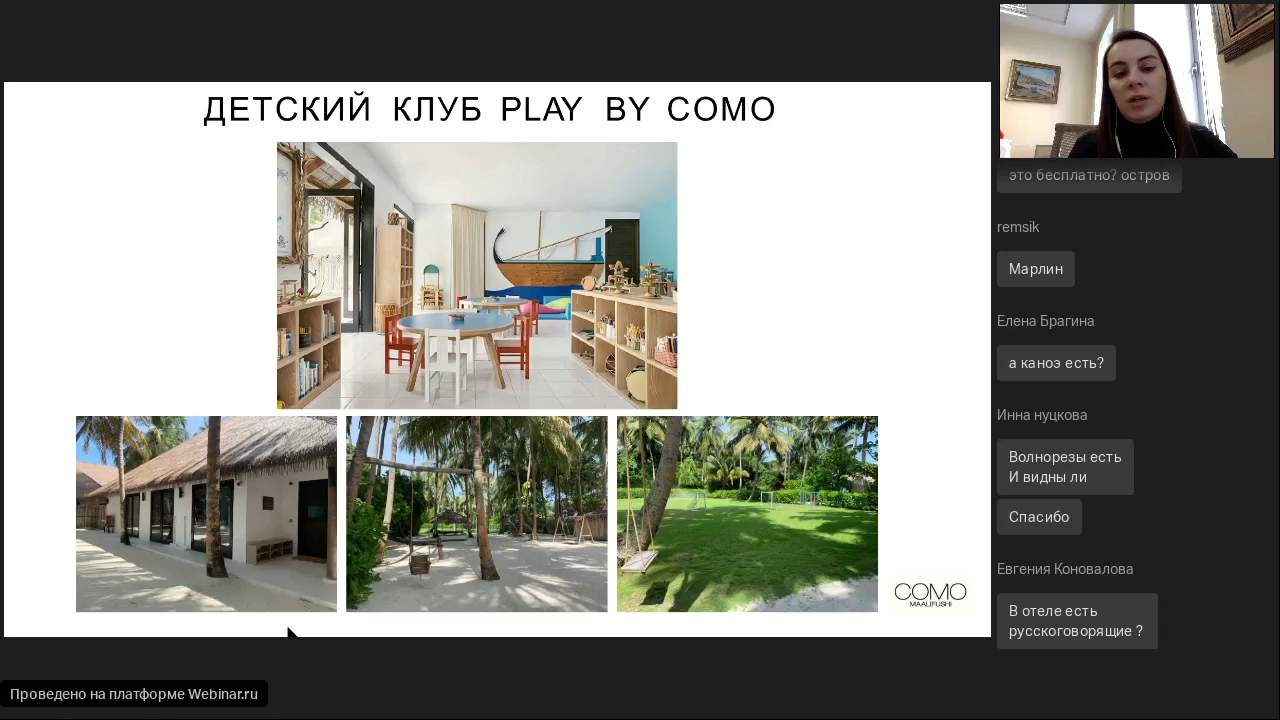 ДЕТСКИЙ КЛУБ PLAY BY COMO
COMO
MAALIFUSHI
это бесплатно? остров
remsik
Марлин
Елена Брагина
а каноэ есть?
Инна нуцкова
Волнорезы есть
И видны ли
Спасибо
Евгения Коновалова
В отеле есть
русскоговорящие ?
Проведено на платформе Webinar.ru